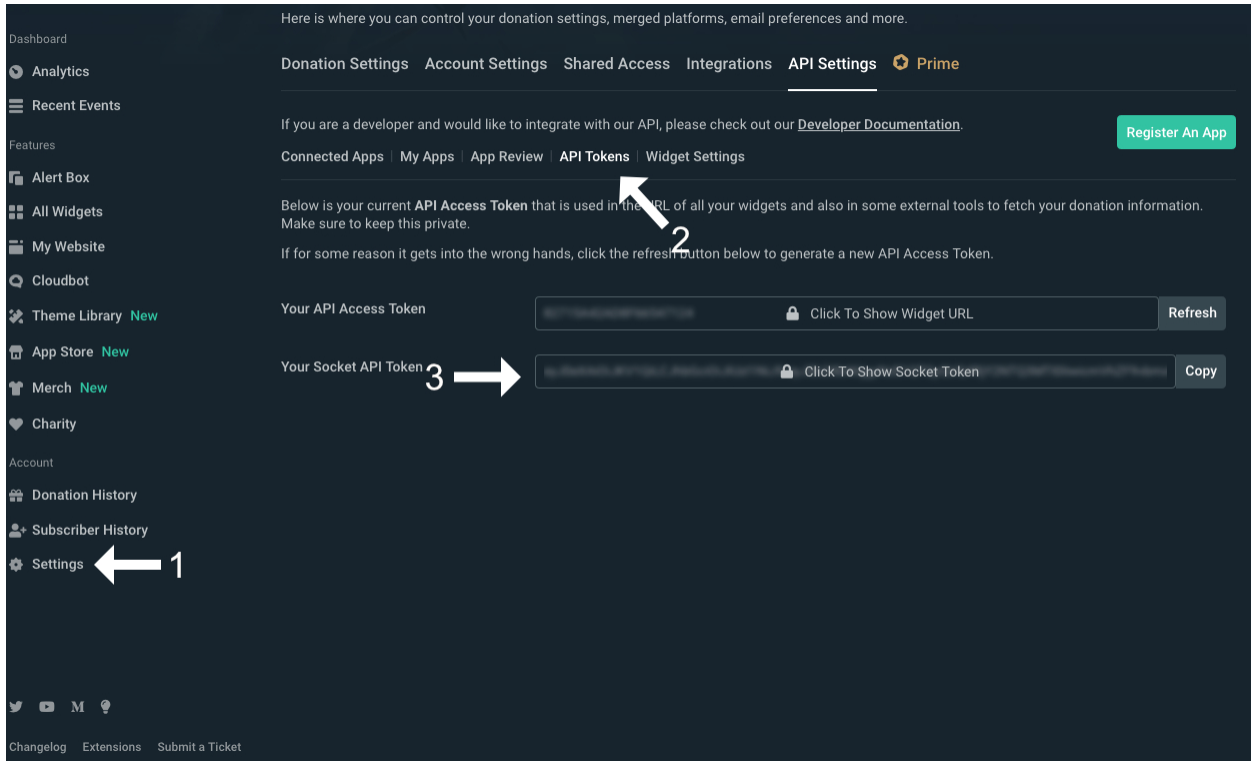 Here is where you can control your donation settings, merged platforms, email preferences and more.
Dashboard
Analytics
Recent Events
Features
Alert Box
All Widgets
My Website
Cloudbot
Theme Library New
App Store New
Merch New
Charity
Account
Donation History
Subscriber History
Settings
1
Changelog Extensions Submit a Ticket
Donation Settings Account Settings Shared Access Integrations API Settings Prime
If you are a developer and would like to integrate with our API, please check out our Developer Documentation.
Register An App
Connected Apps | My Apps | App Review | API Tokens | Widget Settings
2
Below is your current API Access Token that is used in the URL of all your widgets and also in some external tools to fetch your donation information.
Make sure to keep this private.
If for some reason it gets into the wrong hands, click the refresh button below to generate a new API Access Token.
Your API Access Token
Click To Show Widget URL
Refresh
Your Socket API Token
3
Click To Show Socket Token
Copy